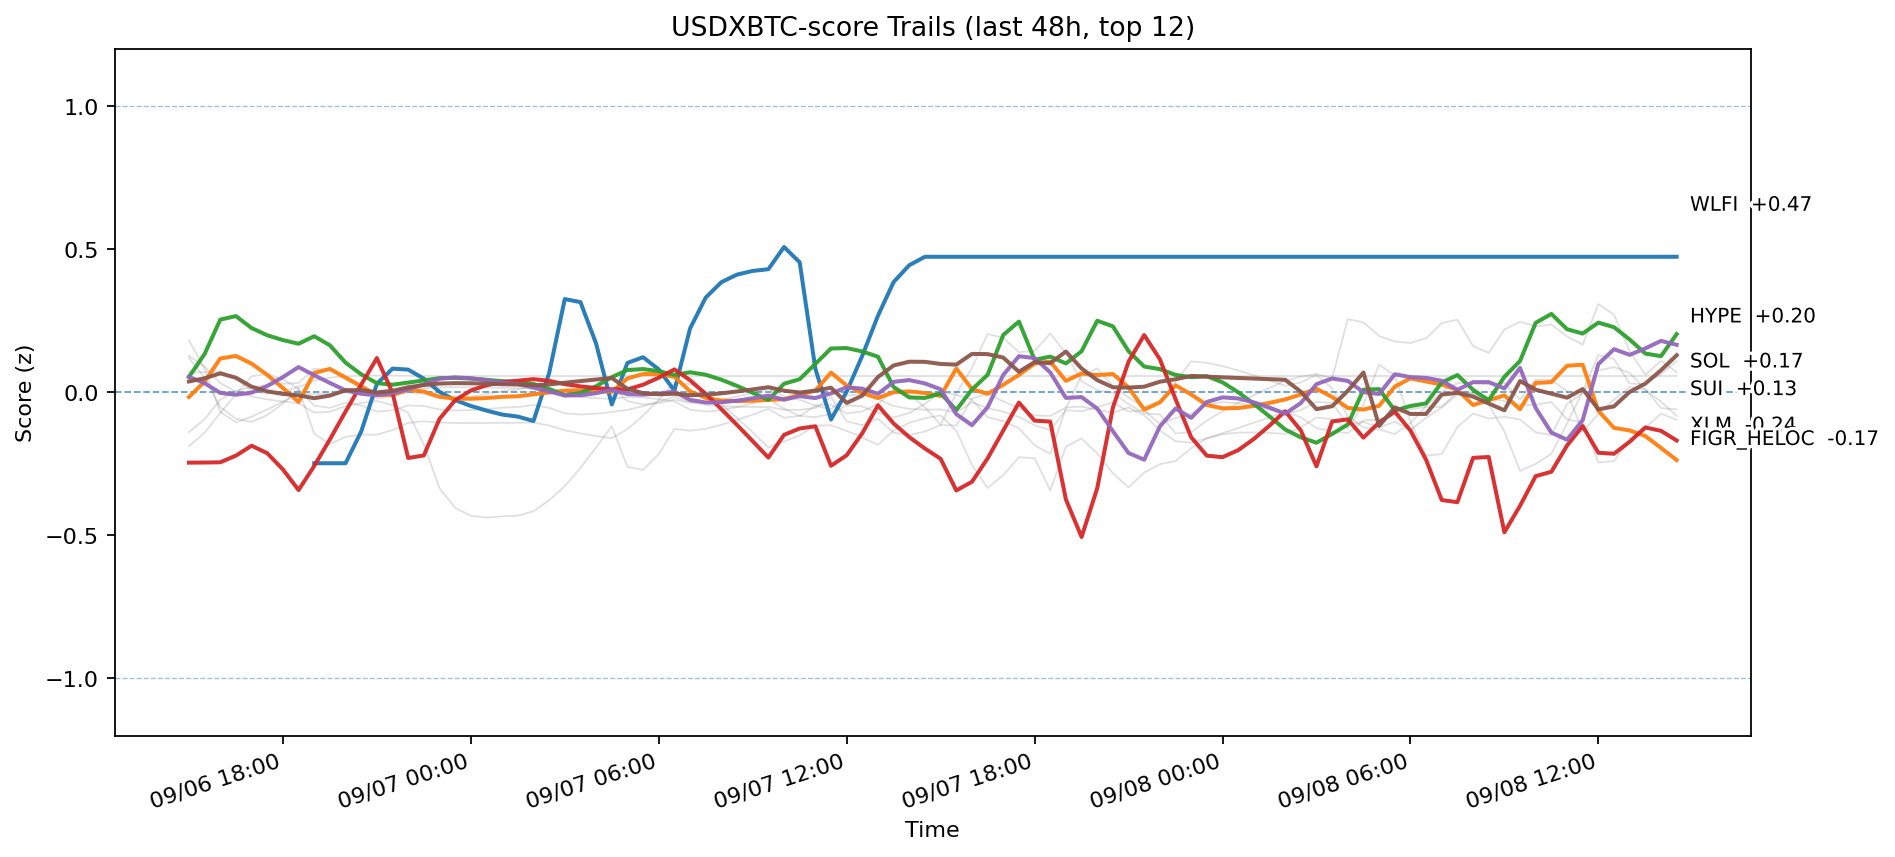 USDXBTC-score Trails (last 48h, top 12)
Score (z)
1.0
0.5
0.0
−0.5
−1.0
WLFI +0.47
HYPE +0.20
SOL +0.17
SUI +0.13
XLM -0.24
FIGR_HELOC -0.17
09/06 18:00
09/07 00:00
09/07 06:00
09/07 12:00
09/07 18:00
09/08 00:00
09/08 06:00
09/08 12:00
Time